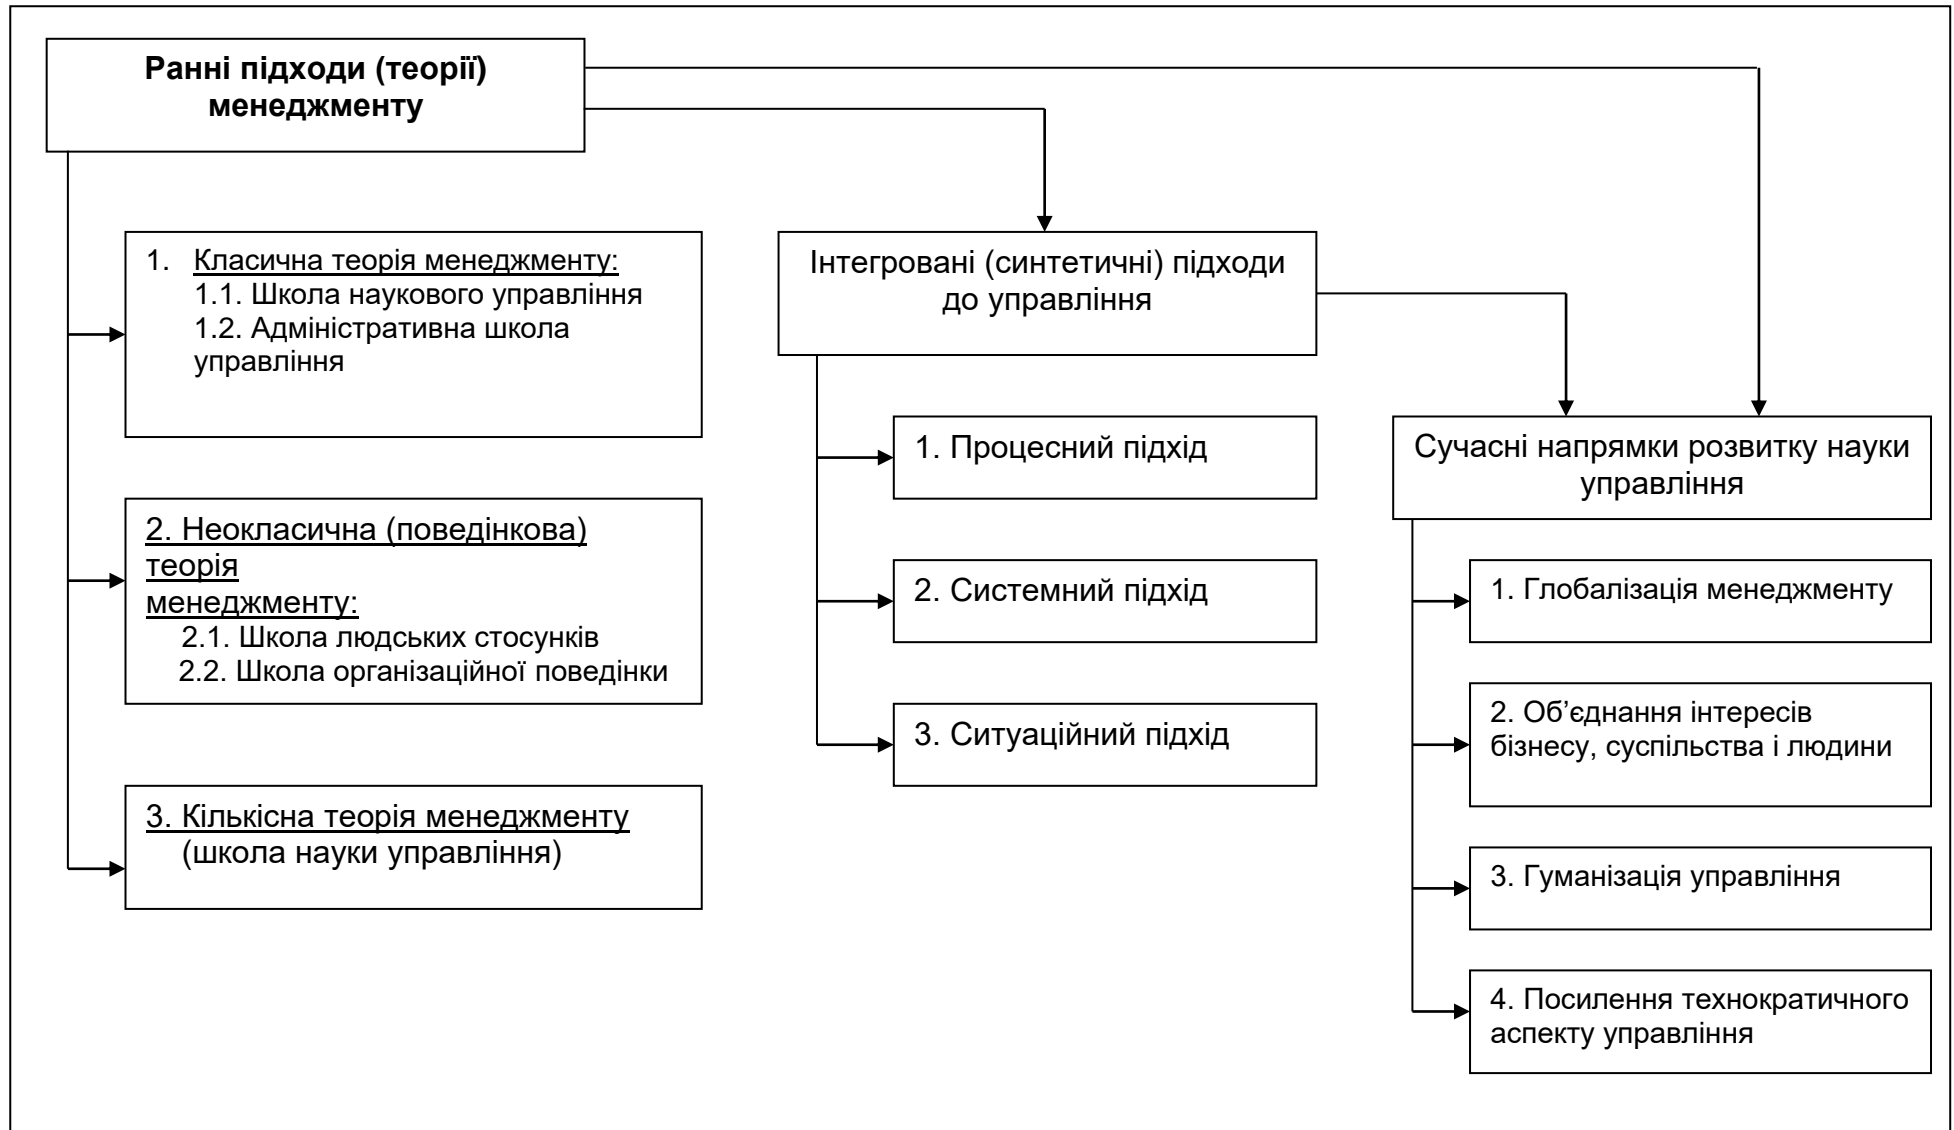 Ранні підходи (теорії)
менеджменту
1. Класична теорія менеджменту:
1.1. Школа наукового управління
1.2. Адміністративна школа
управління
2. Неокласична (поведінкова)
теорія
менеджменту:
2.1. Школа людських стосунків
2.2. Школа організаційної поведінки
3. Кількісна теорія менеджменту
(школа науки управління)
Інтегровані (синтетичні) підходи
до управління
1. Процесний підхід
2. Системний підхід
3. Ситуаційний підхід
Сучасні напрямки розвитку науки
управління
1. Глобалізація менеджменту
2. Об’єднання інтересів
бізнесу, суспільства і людини
3. Гуманізація управління
4. Посилення технократичного
аспекту управління